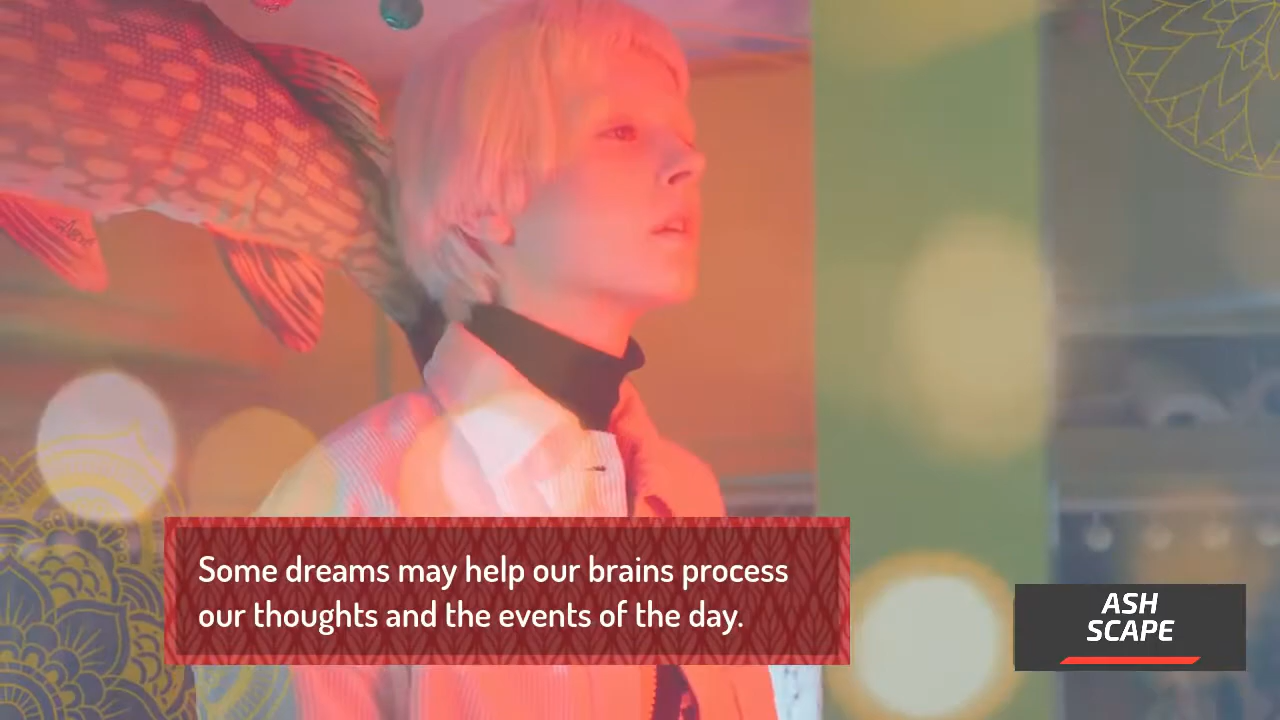 Some dreams may help our brains process
our thoughts and the events of the day.
ASH
SCAPE